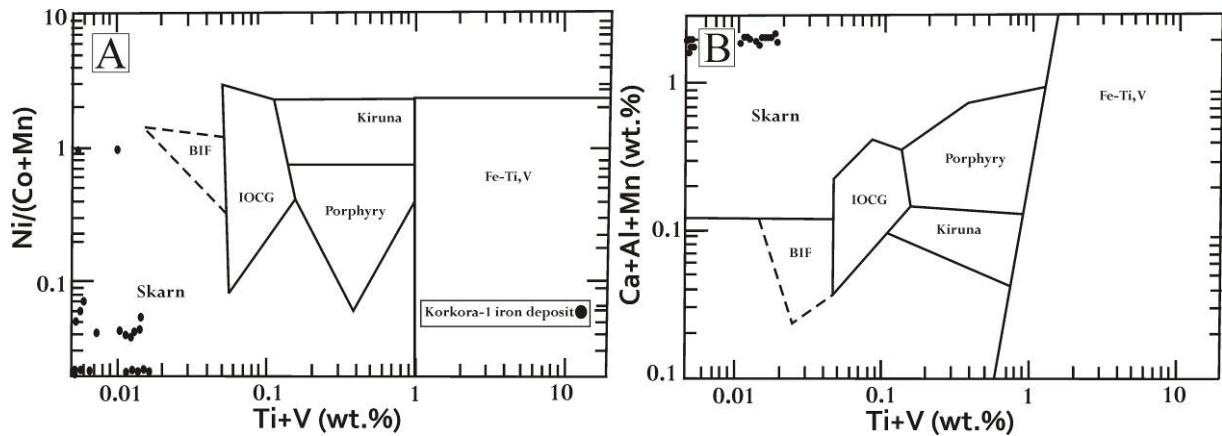 A
Ni/(Co+Mn)
10
1
0.1
Kiruna
BIF
IOCG
Porphyry
Fe-Ti,V
Skarn
Korkora-1 iron deposit
0.01
0.1
1
10
Ti+V (wt.%)
B
Ca+Al+Mn (wt.%)
1
0.1
0.1
Skarn
Fe-Ti,V
Porphyry
IOCG
BIF
Kiruna
0.01
0.1
1
10
Ti+V (wt.%)